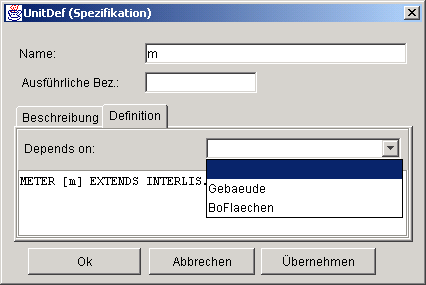 UnitDef (Spezifikation)
Name:
m
Ausführliche Bez.:
Beschreibung
Definition
Depends on:
METER [m] EXTENDS INTERLIS.
Gebaeude
BoFlaechen
Ok
Abbrechen
Übernehmen